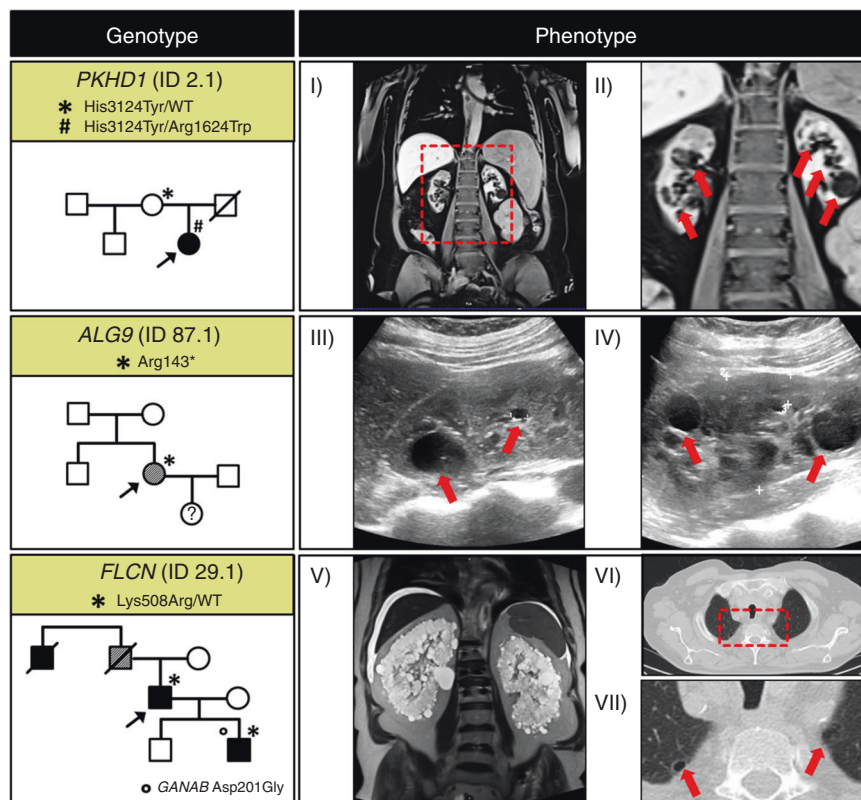 Genotype
Phenotype
PKHD1 (ID 2.1)
* His3124Tyr/WT
# His3124Tyr/Arg1624Trp
*
#
I)
II)
ALG9 (ID 87.1)
* Arg143*
*
?
III)
IV)
FLCN (ID 29.1)
* Lys508Arg/WT
*
*
GANAB Asp201Gly
V)
VI)
VII)